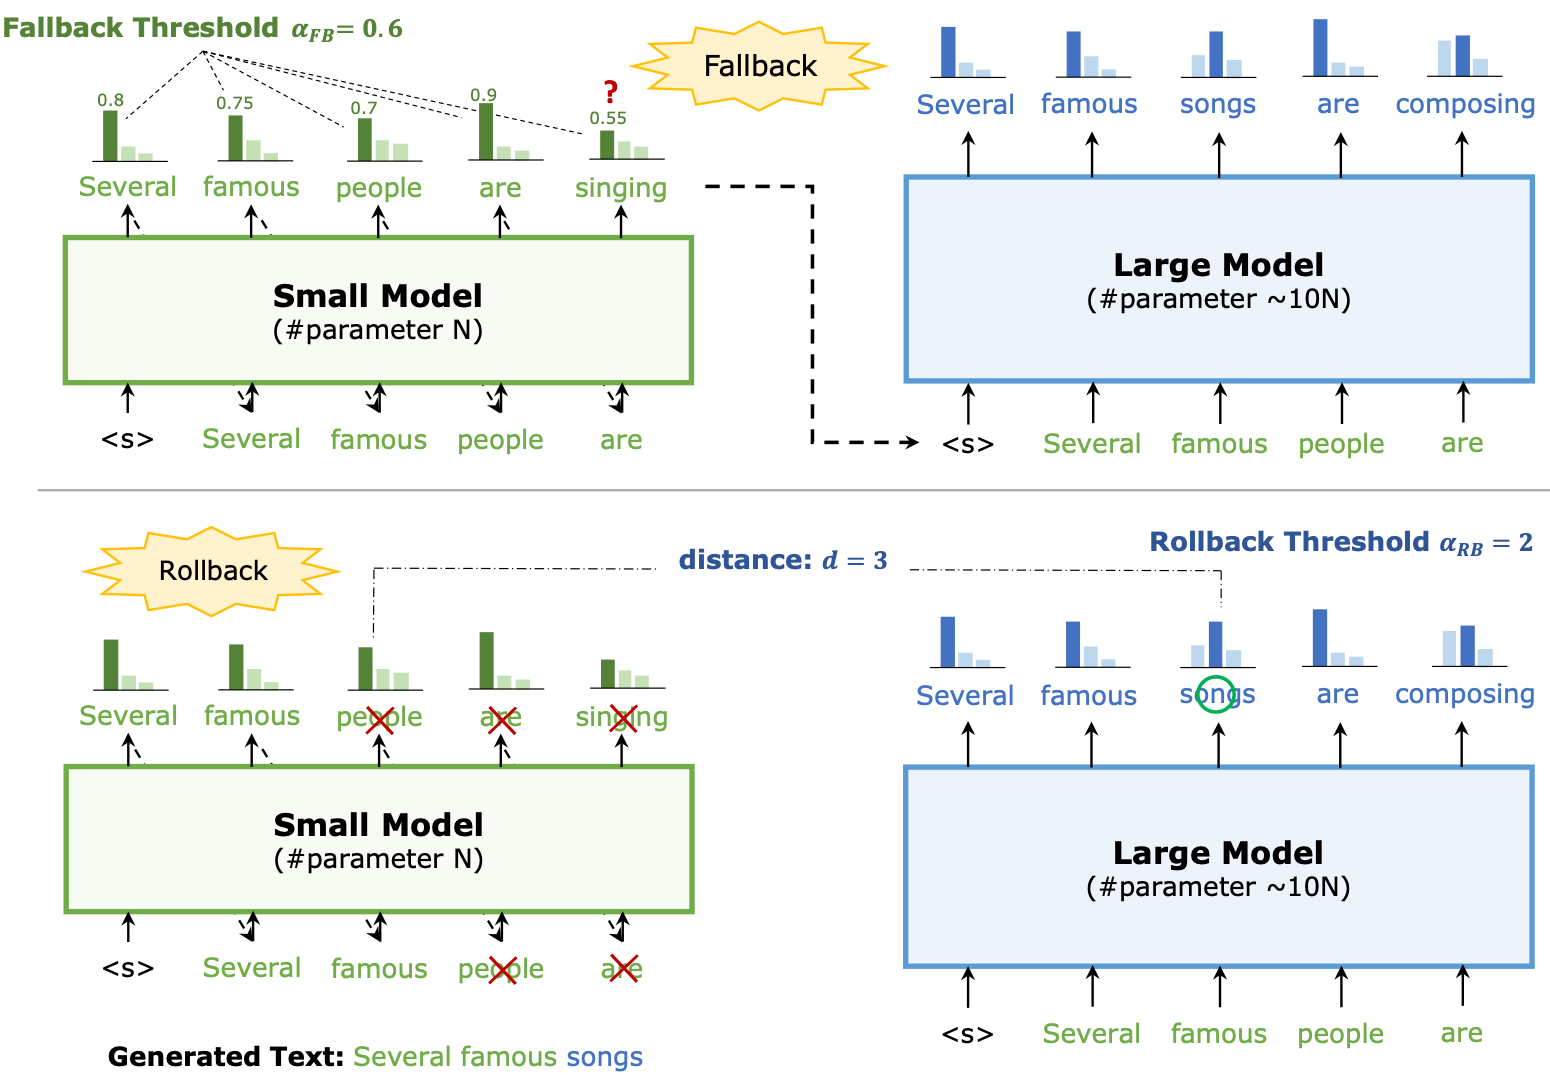 Fallback Threshold α_FB = 0.6
Fallback
0.8 0.75 0.7 0.9 ? 0.55
Several famous people are singing
Several famous songs are composing
Small Model
(#parameter N)
Large Model
(#parameter ~10N)
<s> Several famous people are
<s> Several famous people are
Rollback
distance: d = 3
Rollback Threshold α_RB = 2
Several famous people are singing
Several famous songs are composing
Small Model
(#parameter N)
Large Model
(#parameter ~10N)
<s> Several famous people are
<s> Several famous people are
Generated Text: Several famous songs